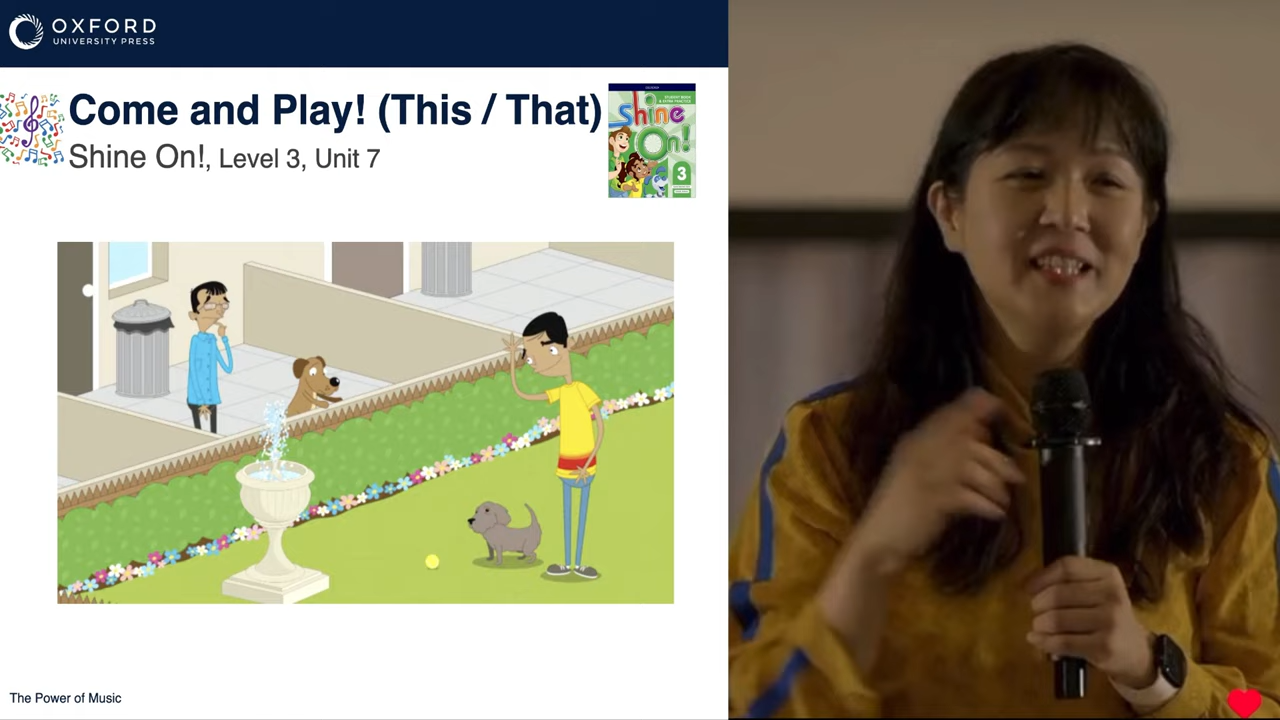 OXFORD
UNIVERSITY PRESS
Come and Play! (This / That)
Shine On!, Level 3, Unit 7
Shine
On!
3
The Power of Music